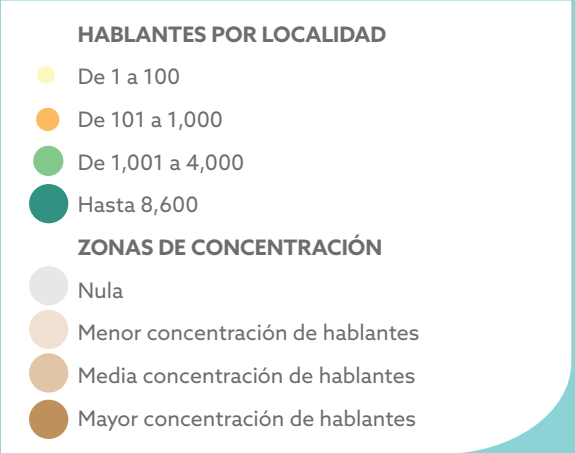 HABLANTES POR LOCALIDAD
De 1 a 100
De 101 a 1,000
De 1,001 a 4,000
Hasta 8,600
ZONAS DE CONCENTRACIÓN
Nula
Menor concentración de hablantes
Media concentración de hablantes
Mayor concentración de hablantes